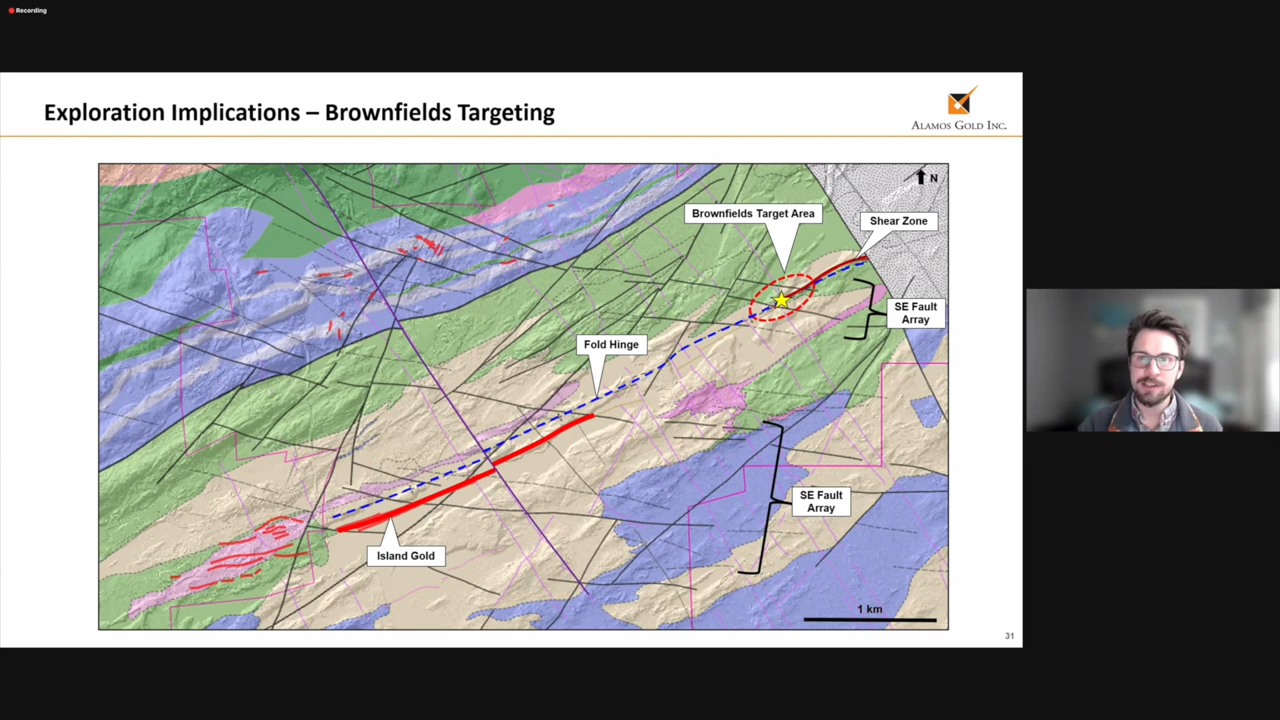 Recording
Exploration Implications – Brownfields Targeting
ALAMOS GOLD INC.
N
Brownfields Target Area
Shear Zone
SE Fault
Array
Fold Hinge
SE Fault
Array
Island Gold
1 km
31